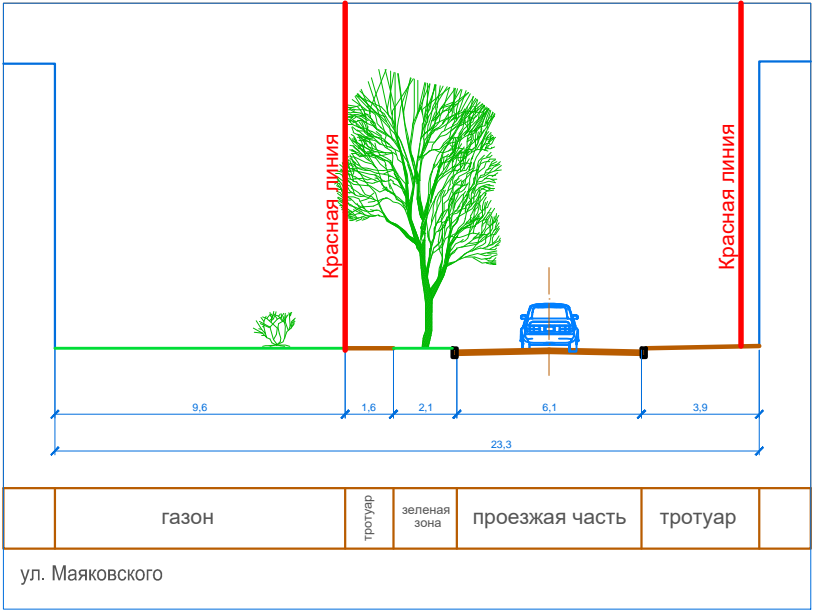 Красная линия
Красная линия
9,6
1,6
2,1
6,1
3,9
23,3
газон
тротуар
зеленая
зона
проезжая часть
тротуар
ул. Маяковского